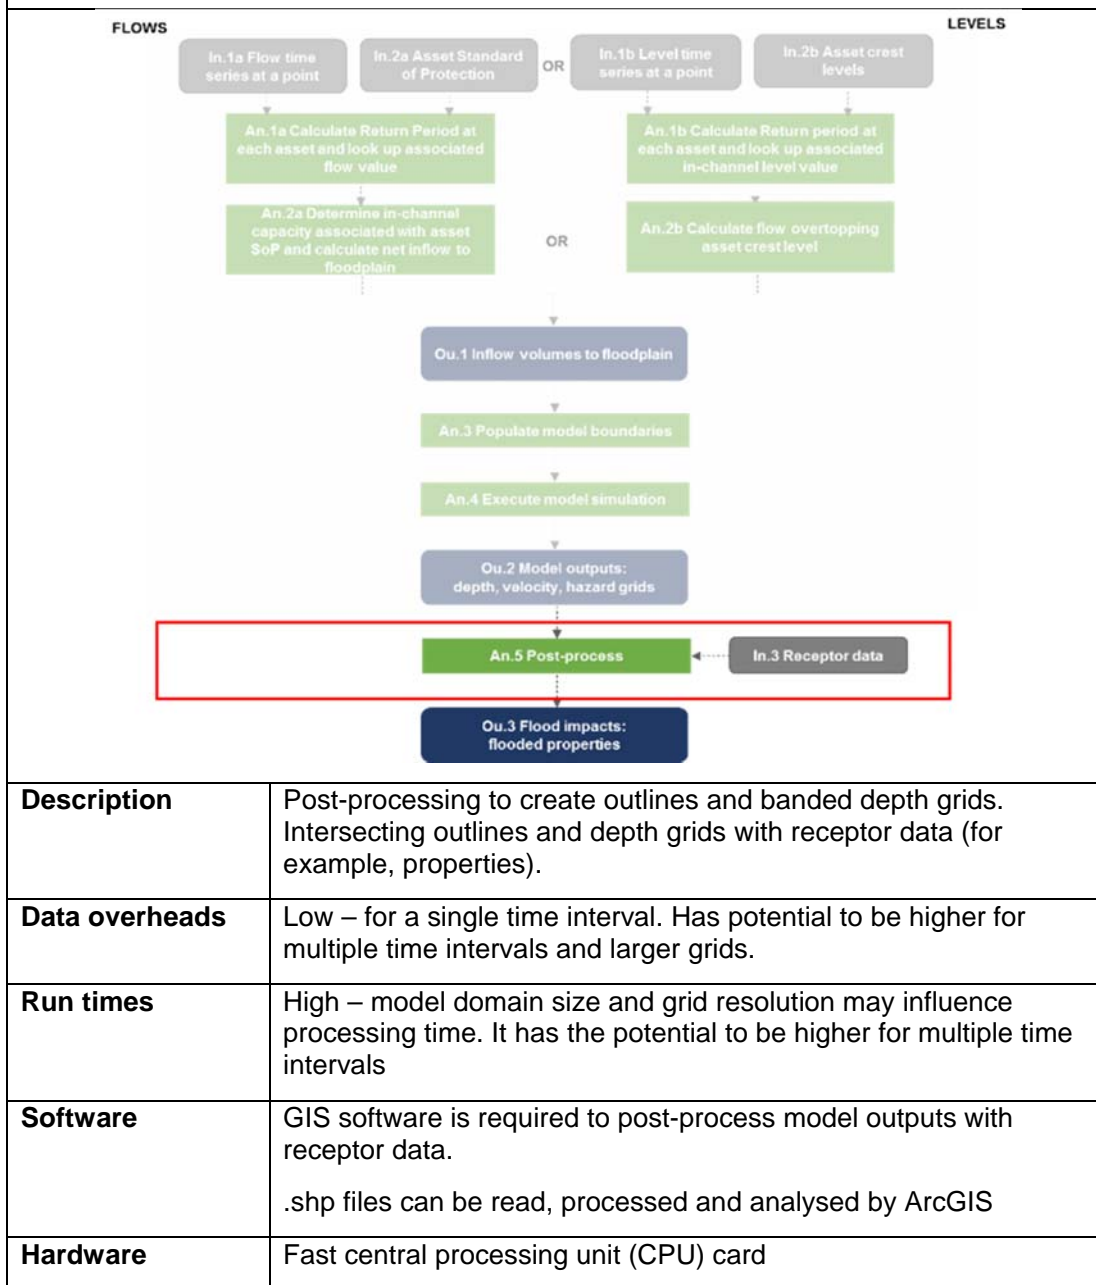 FLOWS
LEVELS
In.1a Flow time
series at a point
In.2a Asset Standard
of Protection
OR
In.1b Level time
series at a point
In.2b Asset crest
levels
An.1a Calculate Return Period at
each asset and look up associated
flow value
An.1b Calculate Return period at
each asset and look up associated
in-channel level value
An.2a Determine in-channel
capacity associated with asset
SoP and calculate net inflow to
floodplain
OR
An.2b Calculate flow overtopping
asset crest level
Ou.1 Inflow volumes to floodplain
An.3 Populate model boundaries
An.4 Execute model simulation
Ou.2 Model outputs:
depth, velocity, hazard grids
An.5 Post-process
In.3 Receptor data
Ou.3 Flood impacts:
flooded properties
Description
Post-processing to create outlines and banded depth grids.
Intersecting outlines and depth grids with receptor data (for
example, properties).
Data overheads
Low – for a single time interval. Has potential to be higher for
multiple time intervals and larger grids.
Run times
High – model domain size and grid resolution may influence
processing time. It has the potential to be higher for multiple time
intervals
Software
GIS software is required to post-process model outputs with
receptor data.
.shp files can be read, processed and analysed by ArcGIS
Hardware
Fast central processing unit (CPU) card